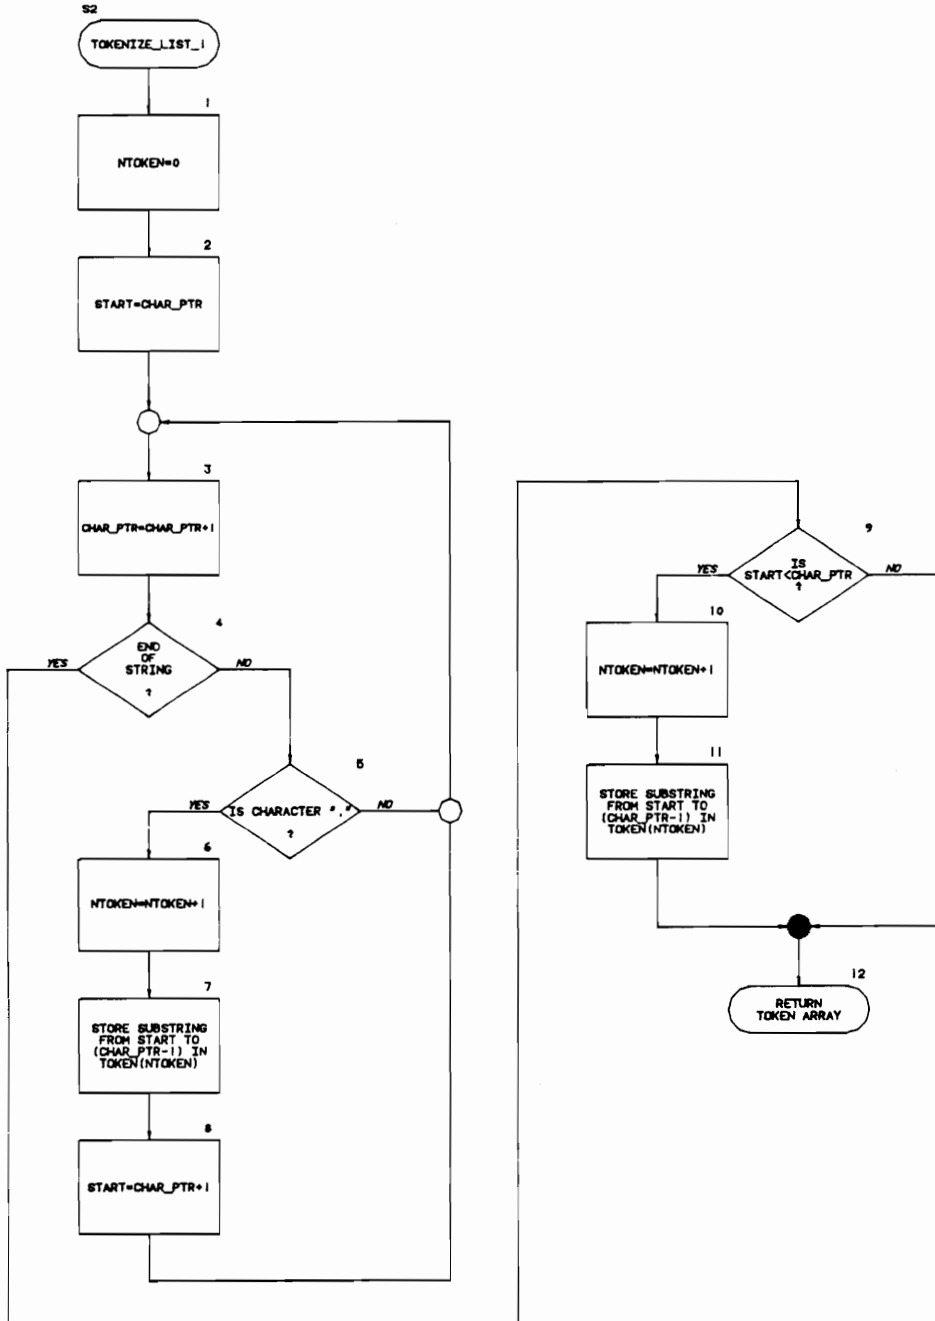 S2
TOKENIZE_LIST_1
1
NTOKEN=0
2
START=CHAR_PTR
3
CHAR_PTR=CHAR_PTR+1
4
END
OF
STRING
?
YES
NO
5
IS CHARACTER ","
?
YES
NO
6
NTOKEN=NTOKEN+1
7
STORE SUBSTRING
FROM START TO
(CHAR_PTR-1) IN
TOKEN(NTOKEN)
8
START=CHAR_PTR+1
9
IS
START<CHAR_PTR
?
YES
NO
10
NTOKEN=NTOKEN+1
11
STORE SUBSTRING
FROM START TO
(CHAR_PTR-1) IN
TOKEN(NTOKEN)
12
RETURN
TOKEN ARRAY